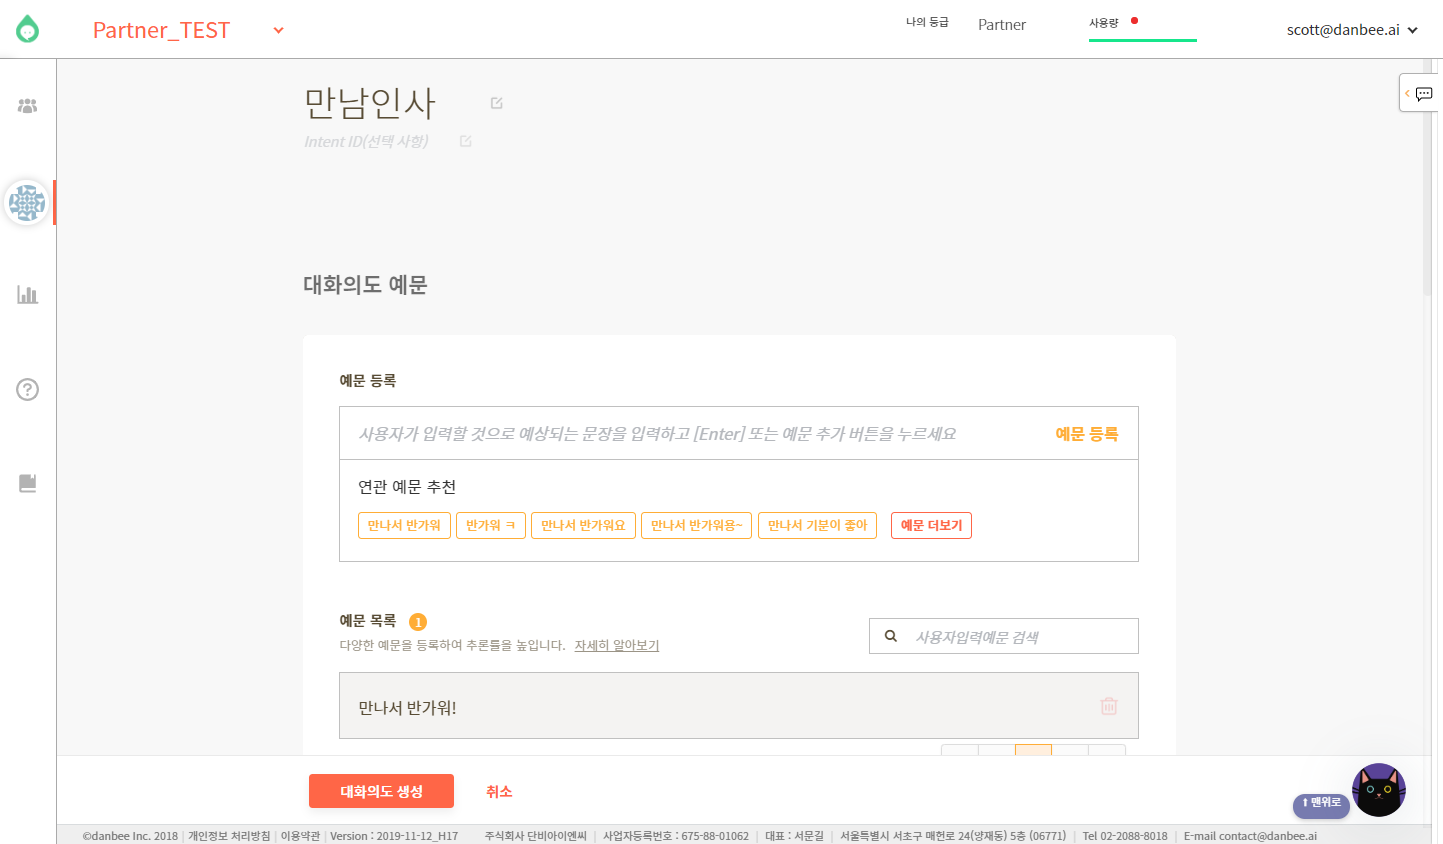 Partner_TEST
나의 등급 Partner 사용량
scott@danbee.ai
만남인사
Intent ID(선택 사항)
대화의도 예문
예문 등록
사용자가 입력할 것으로 예상되는 문장을 입력하고 [Enter] 또는 예문 추가 버튼을 누르세요 예문 등록
연관 예문 추천
만나서 반가워 반가워 ㅋ 만나서 반가워요 만나서 반가워용~ 만나서 기분이 좋아 예문 더보기
예문 목록 1
다양한 예문을 등록하여 추론률을 높입니다. 자세히 알아보기
사용자입력예문 검색
만나서 반가워!
대화의도 생성 취소
⬆ 맨위로
©danbee Inc. 2018 | 개인정보 처리방침 | 이용약관 | Version : 2019-11-12_H17 주식회사 단비아이엔씨 | 사업자등록번호 : 675-88-01062 | 대표 : 서문길 | 서울특별시 서초구 매헌로 24(양재동) 5층 (06771) | Tel 02-2088-8018 | E-mail contact@danbee.ai